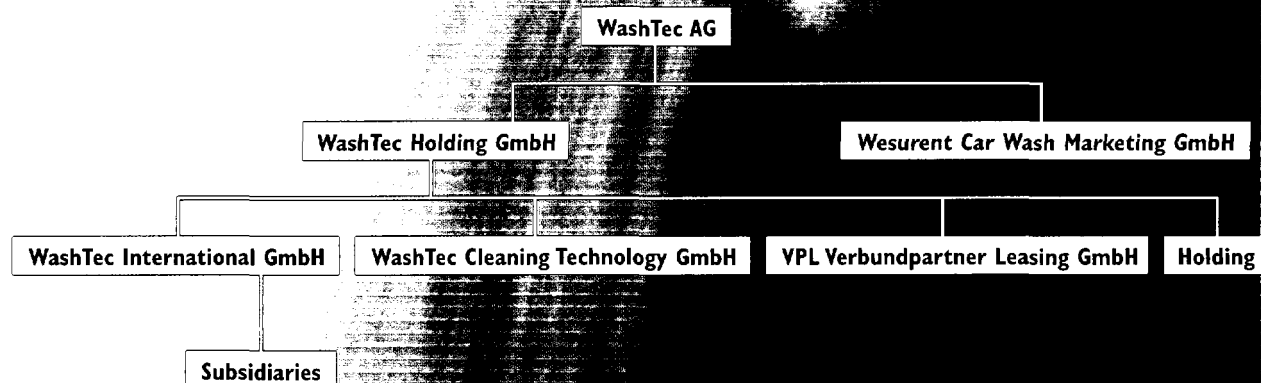 WashTec AG
WashTec Holding GmbH
Wesurent Car Wash Marketing GmbH
WashTec International GmbH
WashTec Cleaning Technology GmbH
VPL Verbundpartner Leasing GmbH
Holding
Subsidiaries